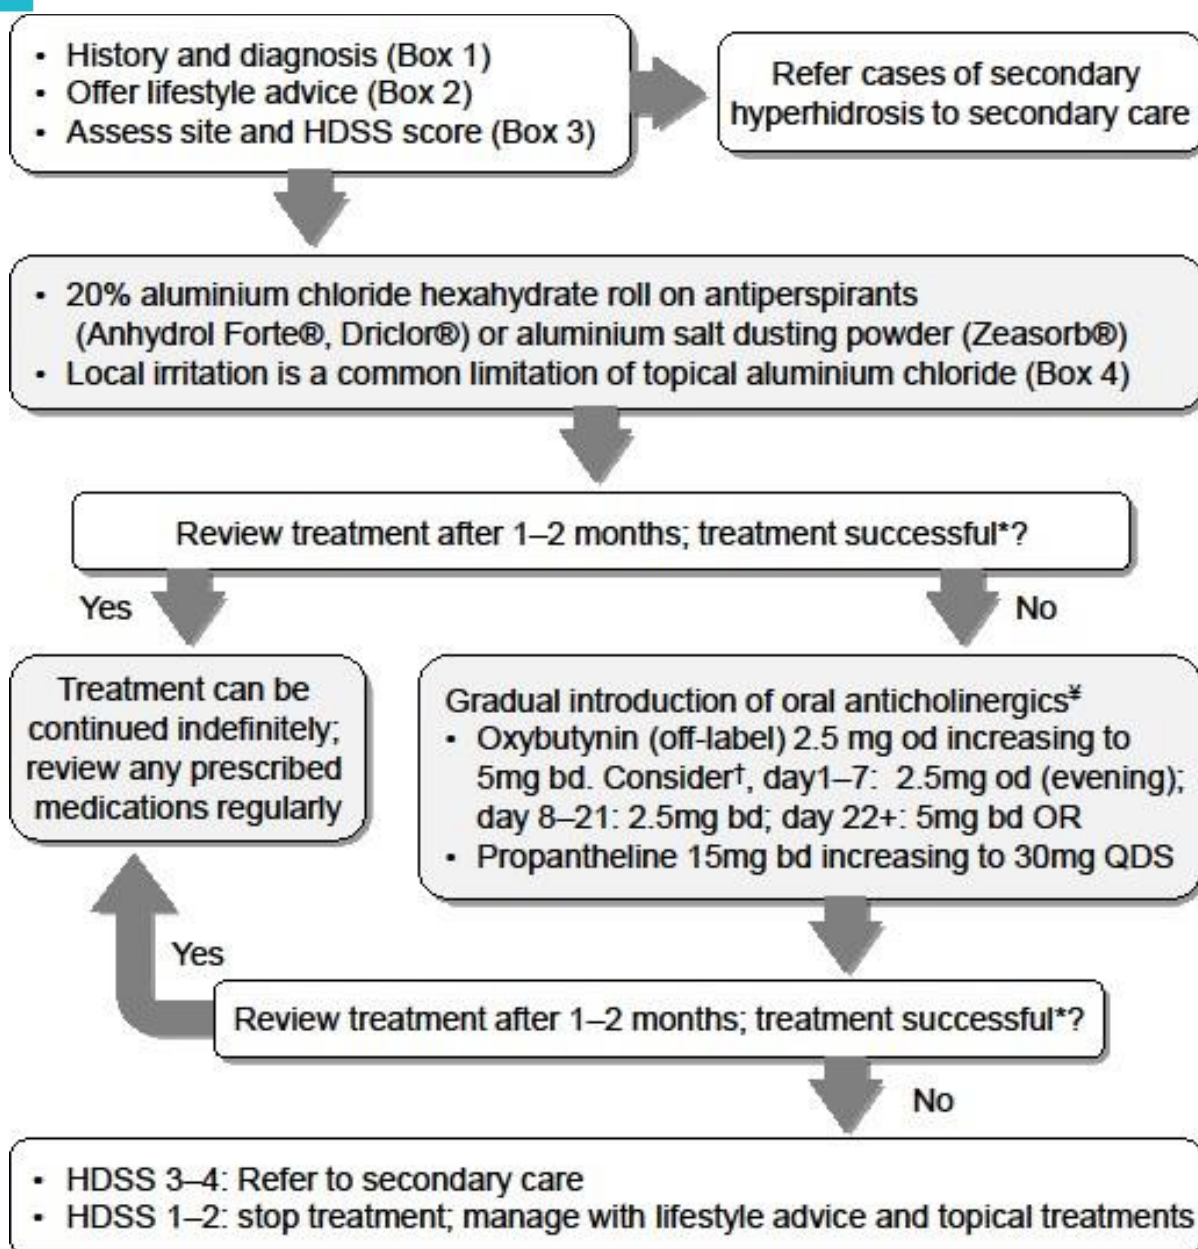 • History and diagnosis (Box 1)
• Offer lifestyle advice (Box 2)
• Assess site and HDSS score (Box 3)
Refer cases of secondary
hyperhidrosis to secondary care
• 20% aluminium chloride hexahydrate roll on antiperspirants
(Anhydrol Forte®, Driclor®) or aluminium salt dusting powder (Zeasorb®)
• Local irritation is a common limitation of topical aluminium chloride (Box 4)
Review treatment after 1–2 months; treatment successful*?
Yes
No
Treatment can be
continued indefinitely;
review any prescribed
medications regularly
Gradual introduction of oral anticholinergics¥
• Oxybutynin (off-label) 2.5 mg od increasing to
5mg bd. Consider†, day1–7: 2.5mg od (evening);
day 8–21: 2.5mg bd; day 22+: 5mg bd OR
• Propantheline 15mg bd increasing to 30mg QDS
Yes
Review treatment after 1–2 months; treatment successful*?
No
• HDSS 3–4: Refer to secondary care
• HDSS 1–2: stop treatment; manage with lifestyle advice and topical treatments